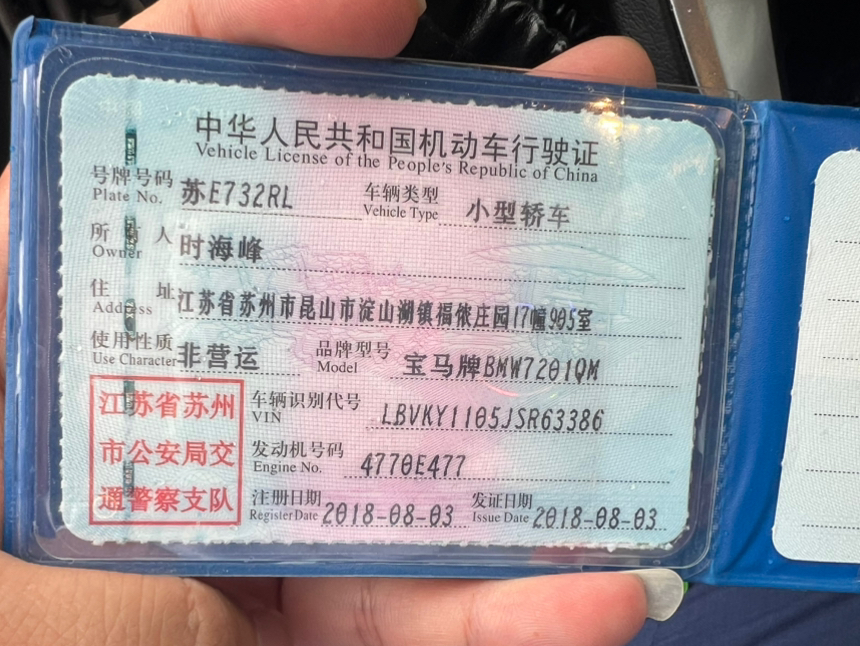 中华人民共和国机动车行驶证
Vehicle License of the People's Republic of China
号牌号码 苏E732RL 车辆类型 小型轿车
Plate No. Vehicle Type
所有人 时海峰
Owner
住址 江苏省苏州市昆山市淀山湖镇福依庄园17幢905室
Address
使用性质 非营运 品牌型号 宝马牌BMW7201QM
Use Character Model
江苏省苏州
市公安局交
通警察支队
车辆识别代号 LBVKY1105JSR63386
VIN
发动机号码 4770E477
Engine No.
注册日期 2018-08-03 发证日期 2018-08-03
Register Date Issue Date